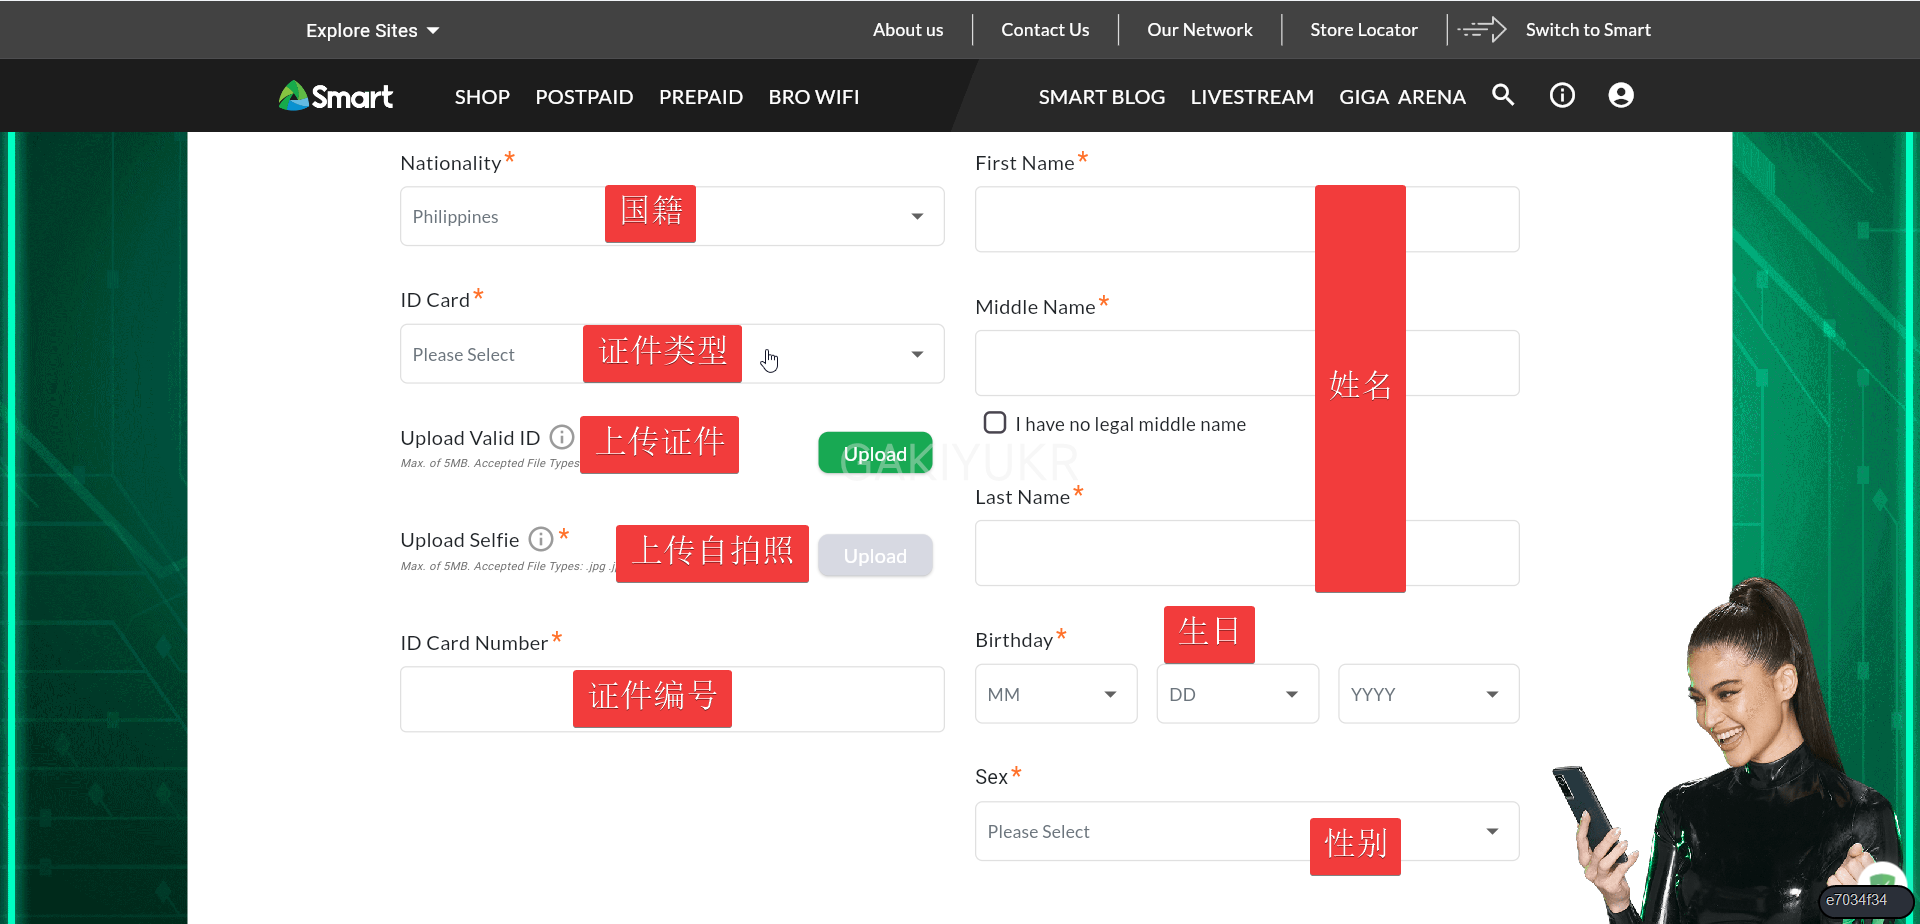 Explore Sites
About us
Contact Us
Our Network
Store Locator
Switch to Smart
Smart
SHOP
POSTPAID
PREPAID
BRO WIFI
SMART BLOG
LIVESTREAM
GIGA ARENA
Nationality*
Philippines
国籍
ID Card*
Please Select
证件类型
Upload Valid ID
上传证件
Max. of 5MB. Accepted File Types
Upload
Upload Selfie *
上传自拍照
Max. of 5MB. Accepted File Types: .jpg .j
Upload
ID Card Number*
证件编号
First Name*
姓名
Middle Name*
I have no legal middle name
GAKIYUKR
Last Name*
Birthday*
生日
MM
DD
YYYY
Sex*
Please Select
性别
e7034f34